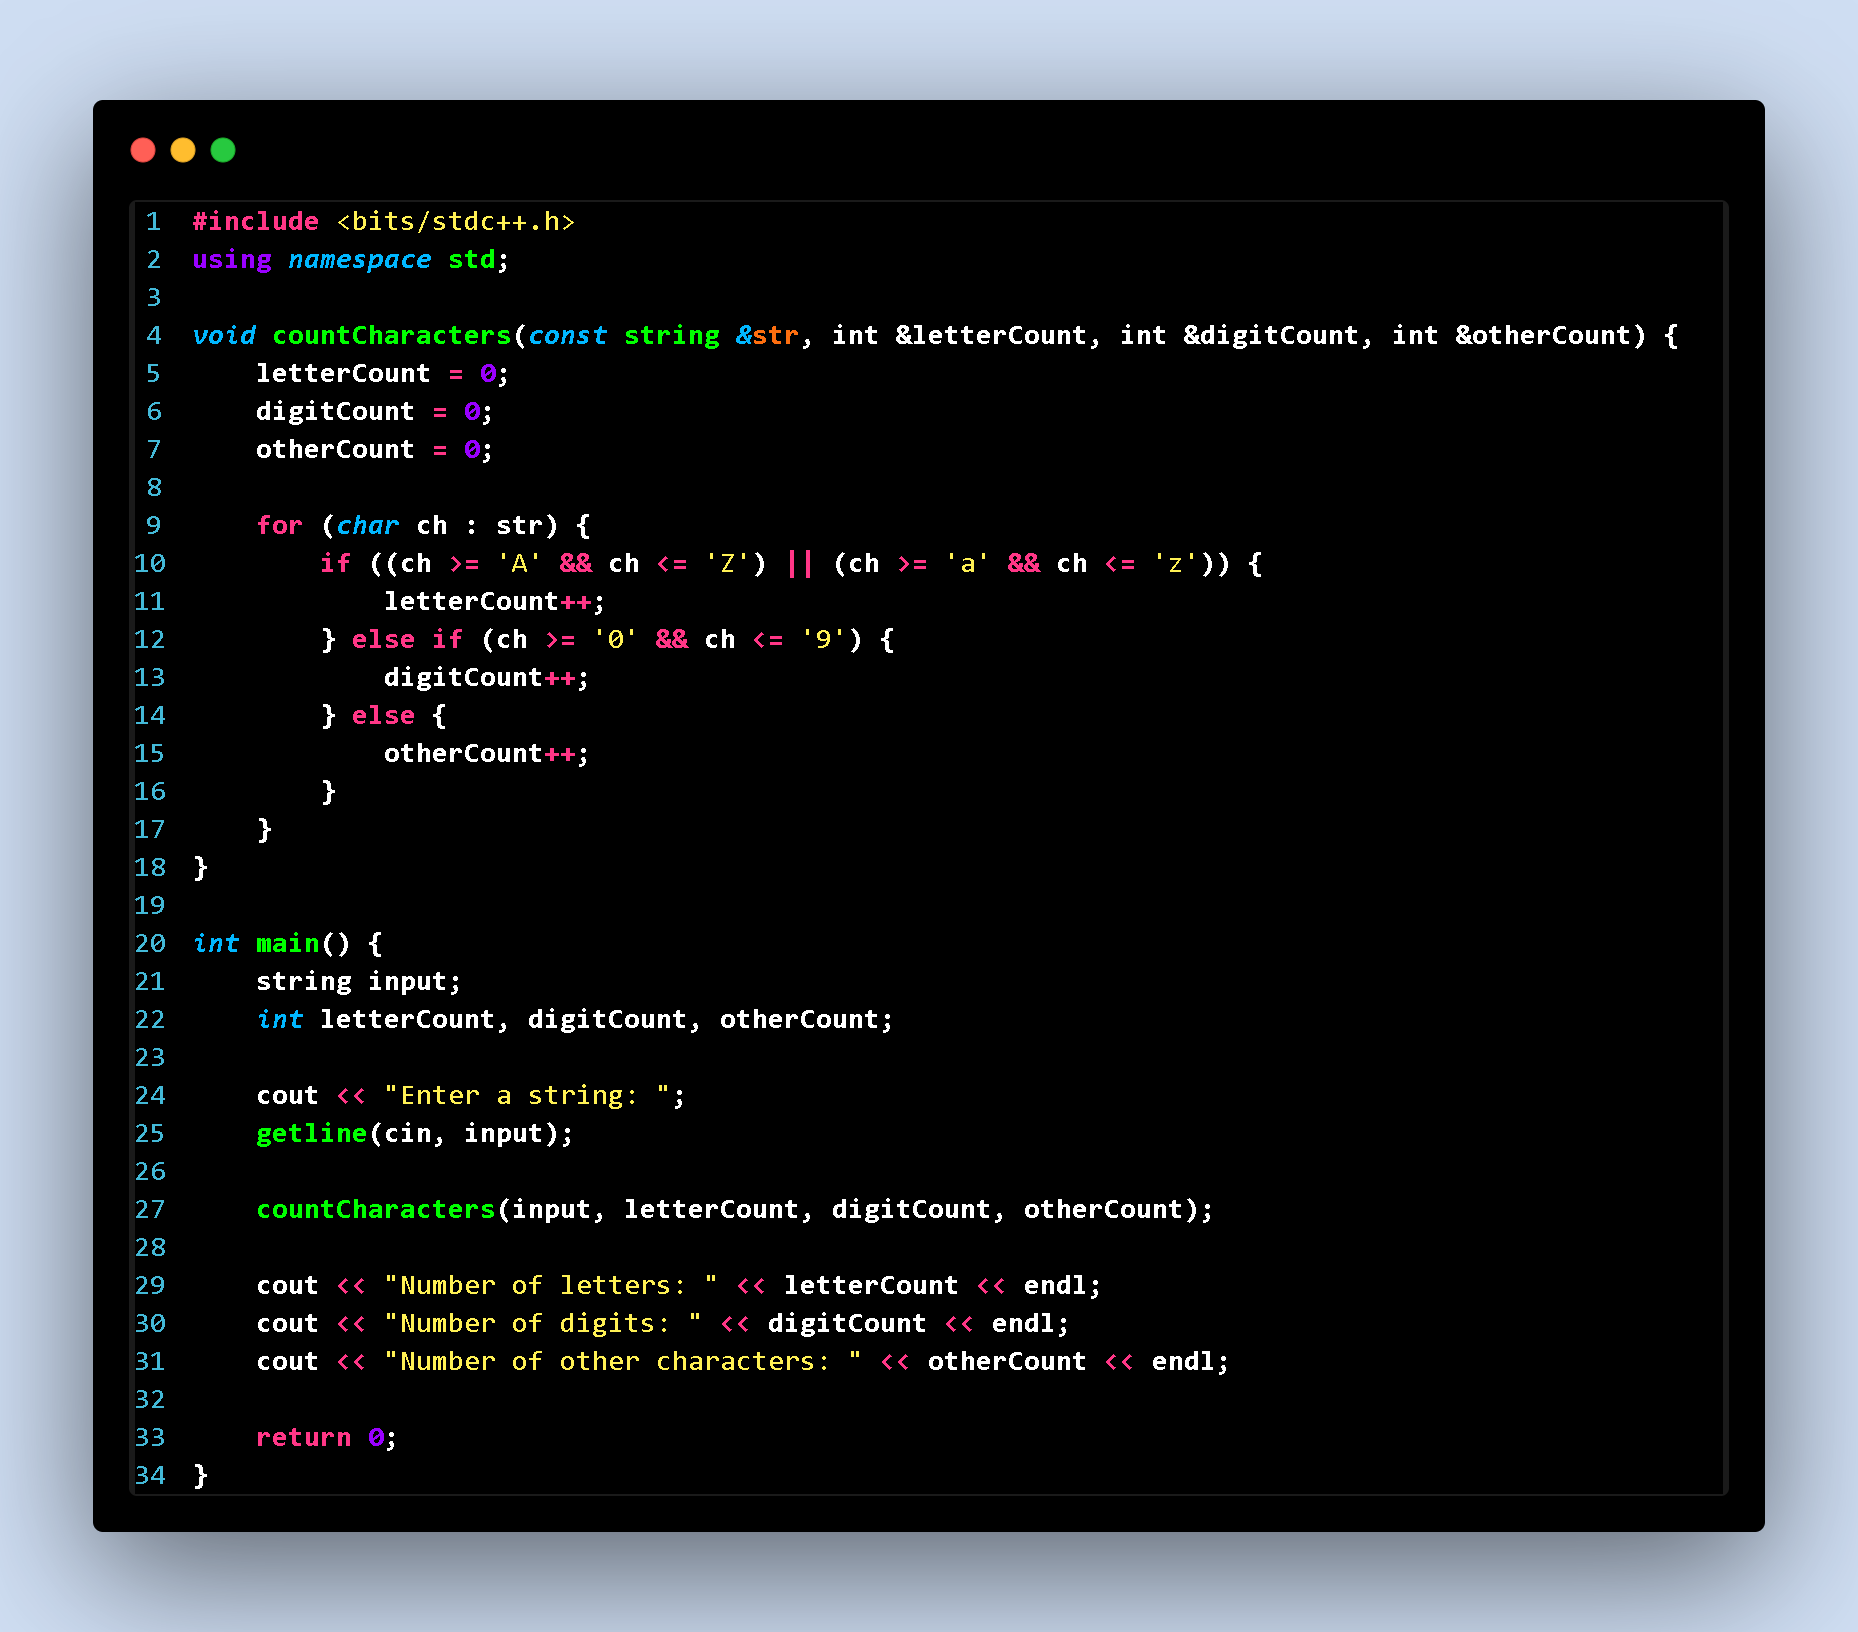 1 #include <bits/stdc++.h>
2 using namespace std;
3
4 void countCharacters(const string &str, int &letterCount, int &digitCount, int &otherCount) {
5     letterCount = 0;
6     digitCount = 0;
7     otherCount = 0;
8
9     for (char ch : str) {
10         if ((ch >= 'A' && ch <= 'Z') || (ch >= 'a' && ch <= 'z')) {
11             letterCount++;
12         } else if (ch >= '0' && ch <= '9') {
13             digitCount++;
14         } else {
15             otherCount++;
16         }
17     }
18 }
19
20 int main() {
21     string input;
22     int letterCount, digitCount, otherCount;
23
24     cout << "Enter a string: ";
25     getline(cin, input);
26
27     countCharacters(input, letterCount, digitCount, otherCount);
28
29     cout << "Number of letters: " << letterCount << endl;
30     cout << "Number of digits: " << digitCount << endl;
31     cout << "Number of other characters: " << otherCount << endl;
32
33     return 0;
34 }